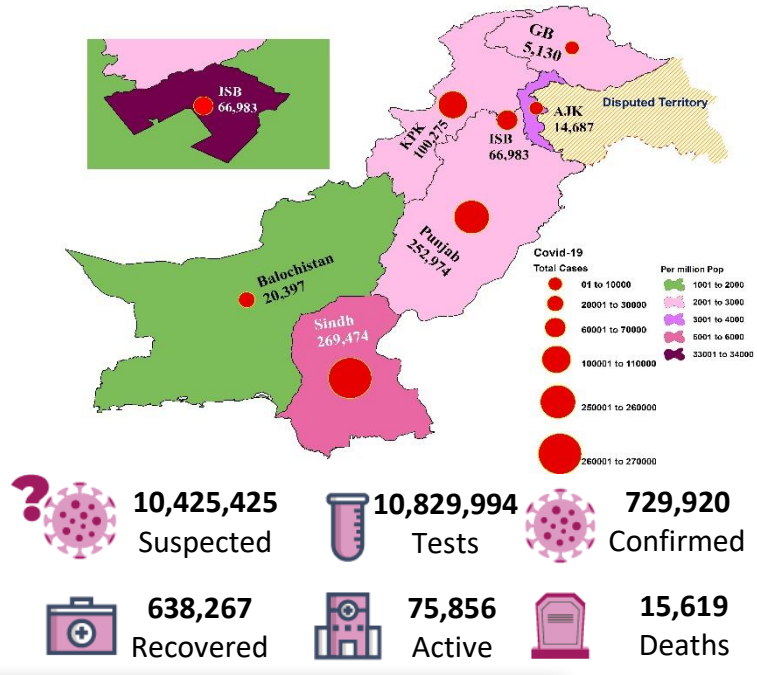 ISB
66,983
GB
5,130
Disputed Territory
AJK
14,687
KPK
100,275
ISB
66,983
Punjab
252,974
Balochistan
20,397
Sindh
269,474
Covid-19
Total Cases
01 to 10000
20001 to 30000
60001 to 70000
100001 to 110000
250001 to 260000
260001 to 270000
Per million Pop
1001 to 2000
2001 to 3000
3001 to 4000
5001 to 6000
33001 to 34000
?
10,425,425
Suspected
10,829,994
Tests
729,920
Confirmed
638,267
Recovered
75,856
Active
15,619
Deaths